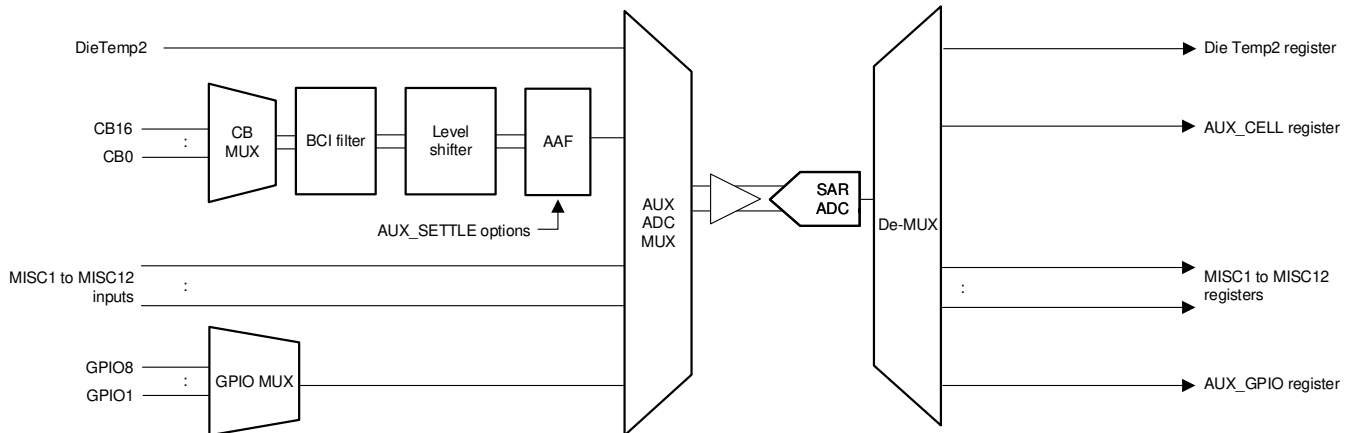 DieTemp2
Die Temp2 register
CB16
:
CB0
CB
MUX
BCI filter
Level
shifter
AAF
AUX_CELL register
AUX_SETTLE options
AUX
ADC
MUX
SAR
ADC
De-MUX
MISC1 to MISC12
inputs
:
:
MISC1 to MISC12
registers
GPIO8
:
GPIO1
GPIO MUX
AUX_GPIO register